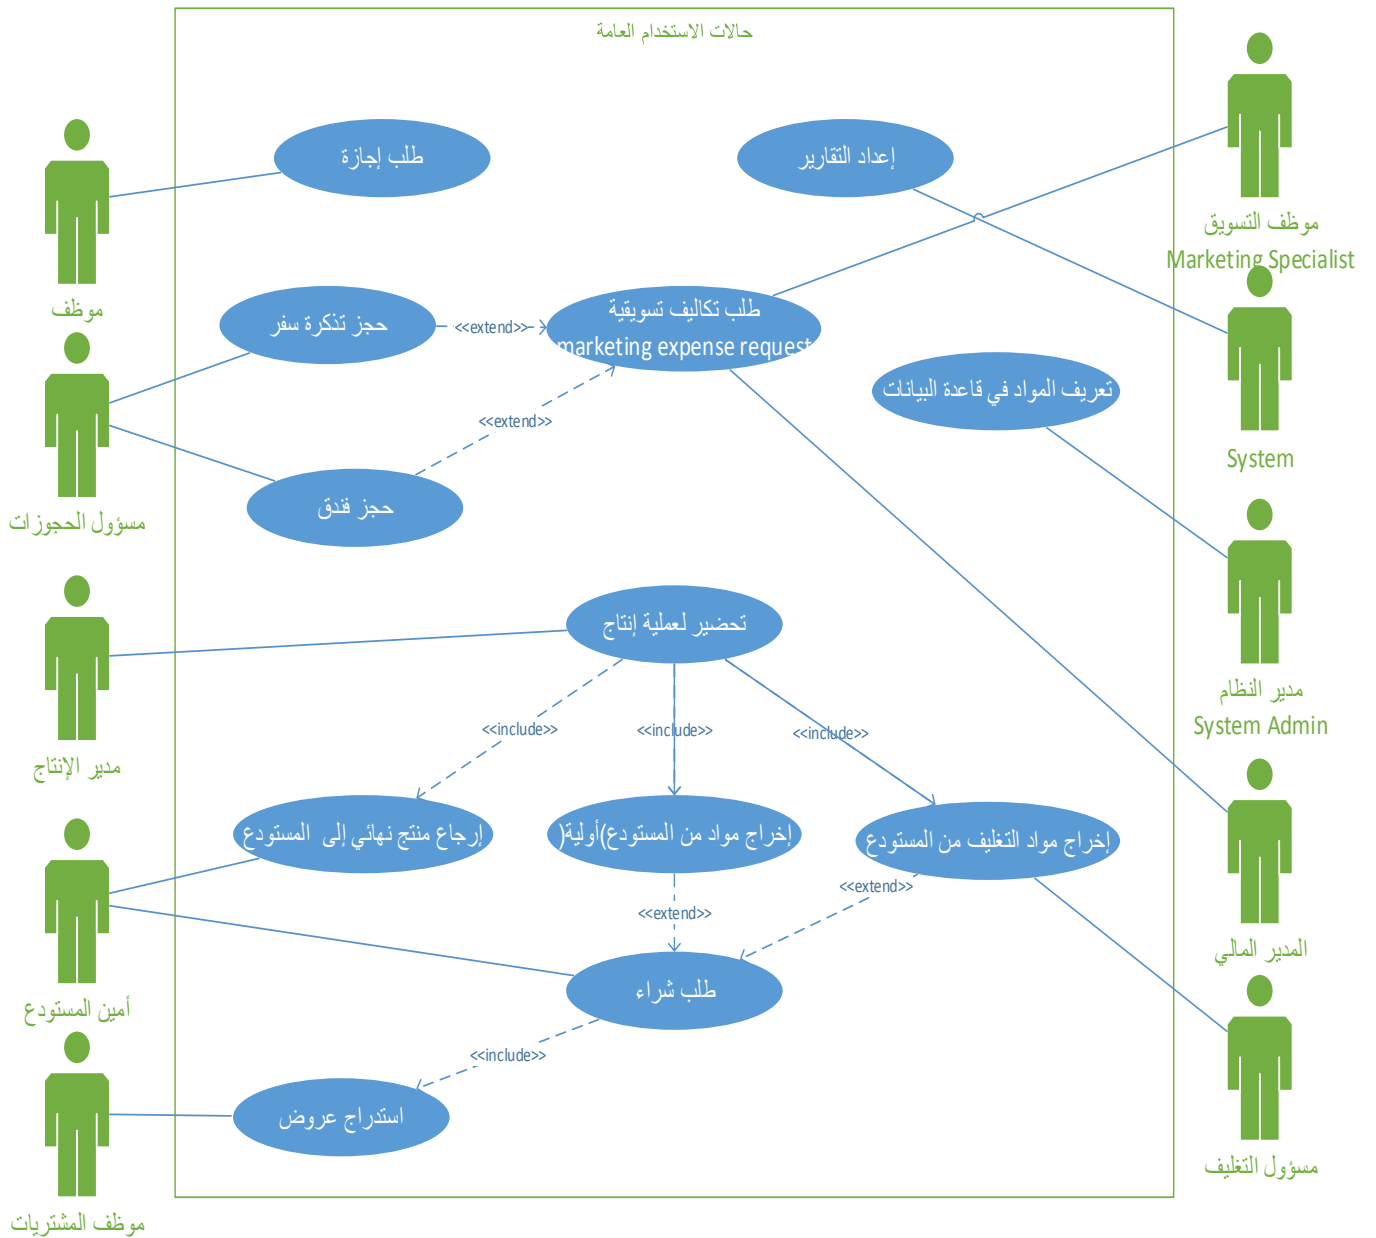 حالات الاستخدام العامة
طلب إجازة
إعداد التقارير
موظف التسويق
Marketing Specialist
موظف
حجز تذكرة سفر
<<extend>>
طلب تكاليف تسويقية
marketing expense request
تعريف المواد في قاعدة البيانات
<<extend>>
System
حجز فندق
مسؤول الحجوزات
تحضير لعملية إنتاج
مدير النظام
System Admin
<<include>>
<<include>>
<<include>>
مدير الإنتاج
إرجاع منتج نهائي إلى المستودع
إخراج مواد من المستودع)أولية(
إخراج مواد التغليف من المستودع
<<extend>>
<<extend>>
المدير المالي
طلب شراء
أمين المستودع
<<include>>
استدراج عروض
مسؤول التغليف
موظف المشتريات